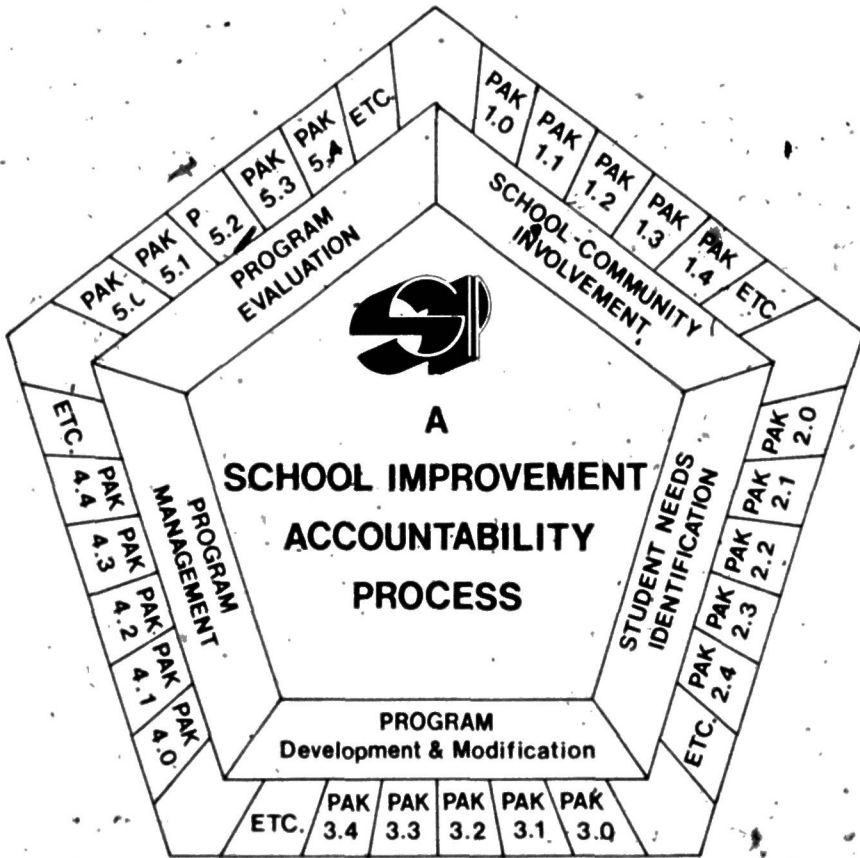 PAK
1.0
PAK
1.1
PAK
1.2
PAK
1.3
PAK
1.4
ETC
SCHOOL-COMMUNITY
INVOLVEMENT
PAK
2.0
PAK
2.1
PAK
2.2
PAK
2.3
PAK
2.4
ETC.
STUDENT NEEDS
IDENTIFICATION
PAK
3.0
PAK
3.1
PAK
3.2
PAK
3.3
PAK
3.4
ETC.
PROGRAM
Development & Modification
PAK
4.0
PAK
4.1
PAK
4.2
PAK
4.3
PAK
4.4
ETC.
PROGRAM
MANAGEMENT
PAK
PAK
5.1
P
5.2
PAK
5.3
PAK
5.4
ETC.
PROGRAM
EVALUATION
A
SCHOOL IMPROVEMENT
ACCOUNTABILITY
PROCESS